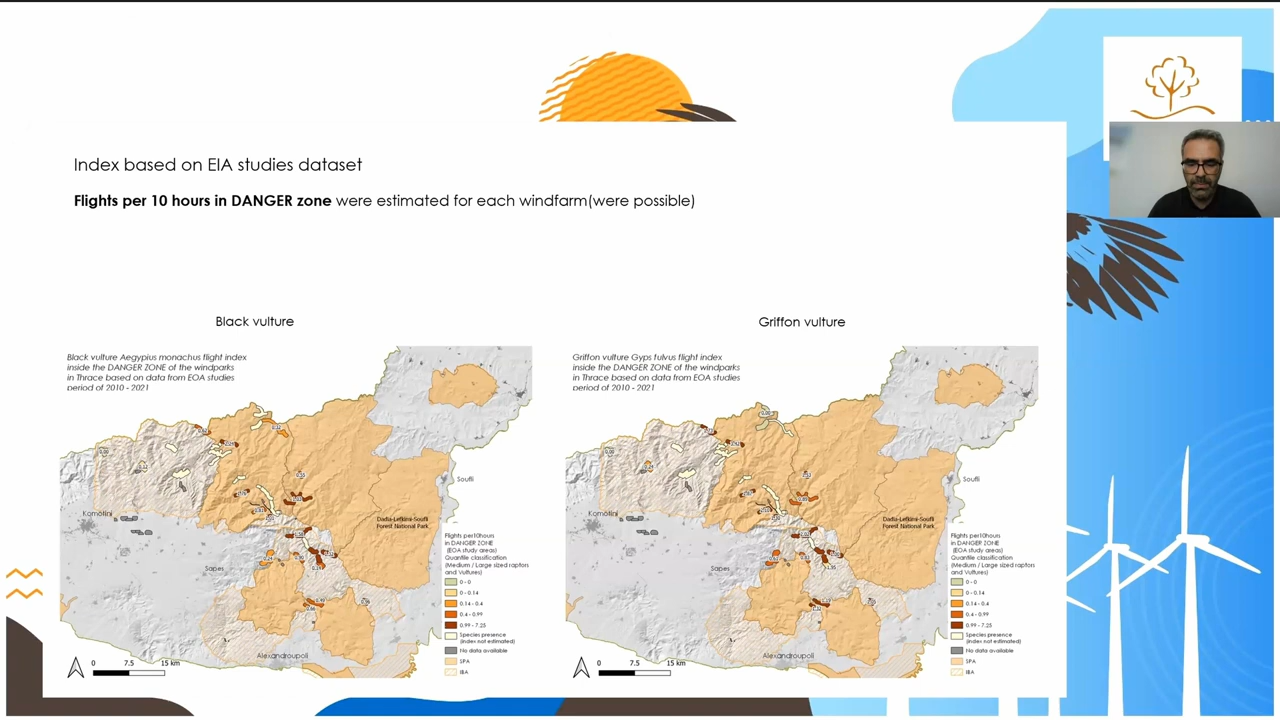 Index based on EIA studies dataset
Flights per 10 hours in DANGER zone were estimated for each windfarm(were possible)
Black vulture
Griffon vulture
Black vulture Aegypius monachus flight index
inside the DANGER ZONE of the windparks
in Thrace based on data from EOA studies
period of 2010 - 2021
Soufli
Komotini
Dadia-Lefkimi-Soufli
Forest National Park
Sapes
Alexandroupoli
Flights per10hours
in DANGER ZONE
(EOA study areas)
Quantile classification
(Medium / Large sized raptors
and Vultures)
0 - 0
0 - 0.14
0.14 - 0.4
0.4 - 0.99
0.99 - 7.25
Species presence
(index not estimated)
No data available
SPA
IBA
0 7.5 15 km
Griffon vulture Gyps fulvus flight index
inside the DANGER ZONE of the windparks
in Thrace based on data from EOA studies
period of 2010 - 2021
Soufli
Komotini
Dadia-Lefkimi-Soufli
Forest National Park
Sapes
Alexandroupoli
Flights per10hours
in DANGER ZONE
(EOA study areas)
Quantile classification
(Medium / Large sized raptors
and Vultures)
0 - 0
0 - 0.14
0.14 - 0.4
0.4 - 0.99
0.99 - 7.25
Species presence
(index not estimated)
No data available
SPA
IBA
0 7.5 15 km